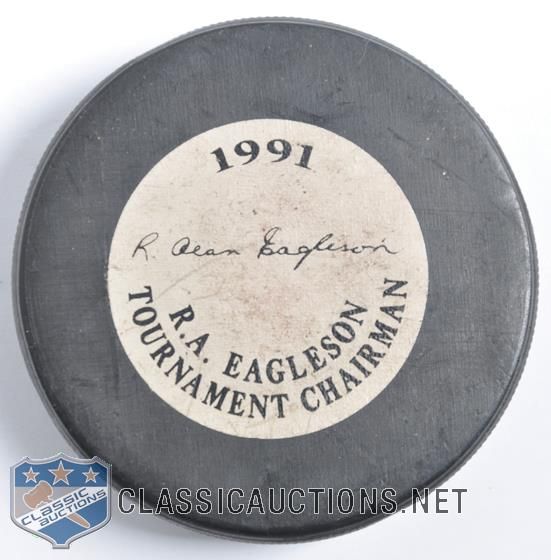 1991
R. Alan Eagleson
R.A. EAGLESON
TOURNAMENT CHAIRMAN
CLASSIC
AUCTIONS
CLASSICAUCTIONS.NET